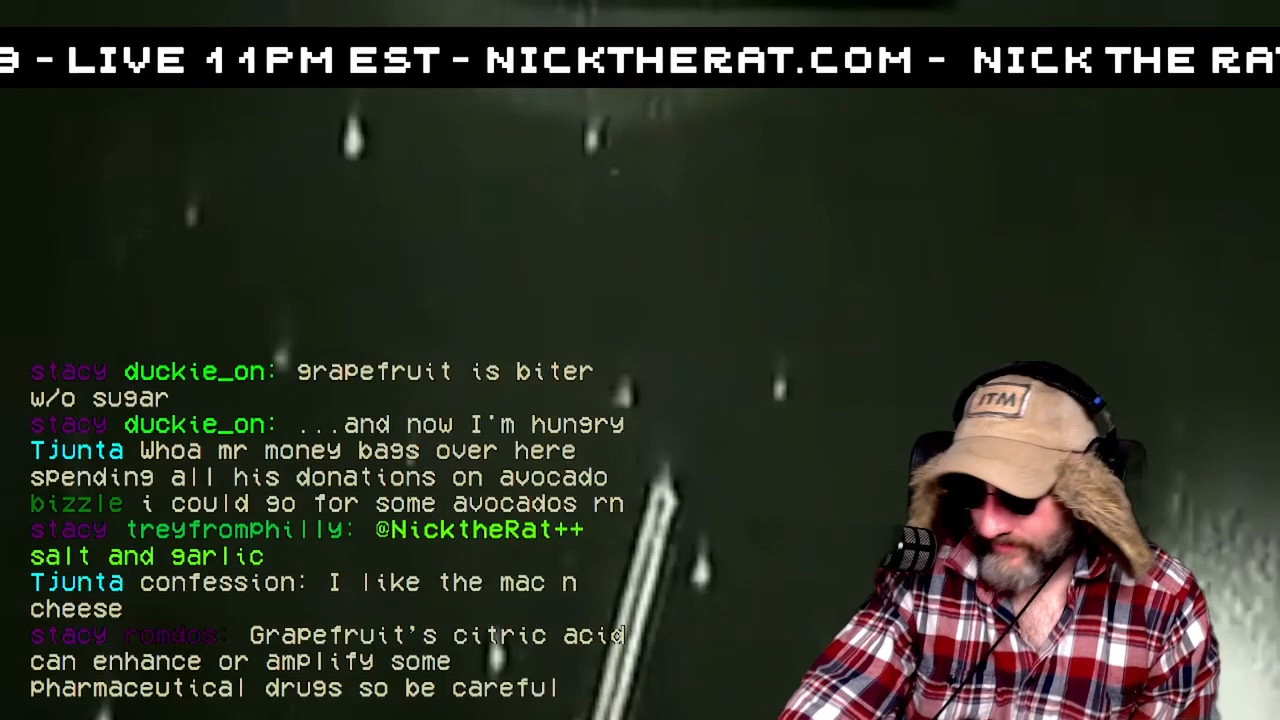 9 - LIVE 11PM EST - NICKTHERAT.COM - NICK THE RAT
ITM
stacy duckie_on: grapefruit is biter
w/o sugar
stacy duckie_on: ...and now I'm hungry
Tjunta Whoa mr money bags over here
spending all his donations on avocado
bizzle i could go for some avocados rn
stacy treyfromphilly: @NicktheRat++
salt and garlic
Tjunta confession: I like the mac n
cheese
stacy romdos: Grapefruit's citric acid
can enhance or amplify some
pharmaceutical drugs so be careful